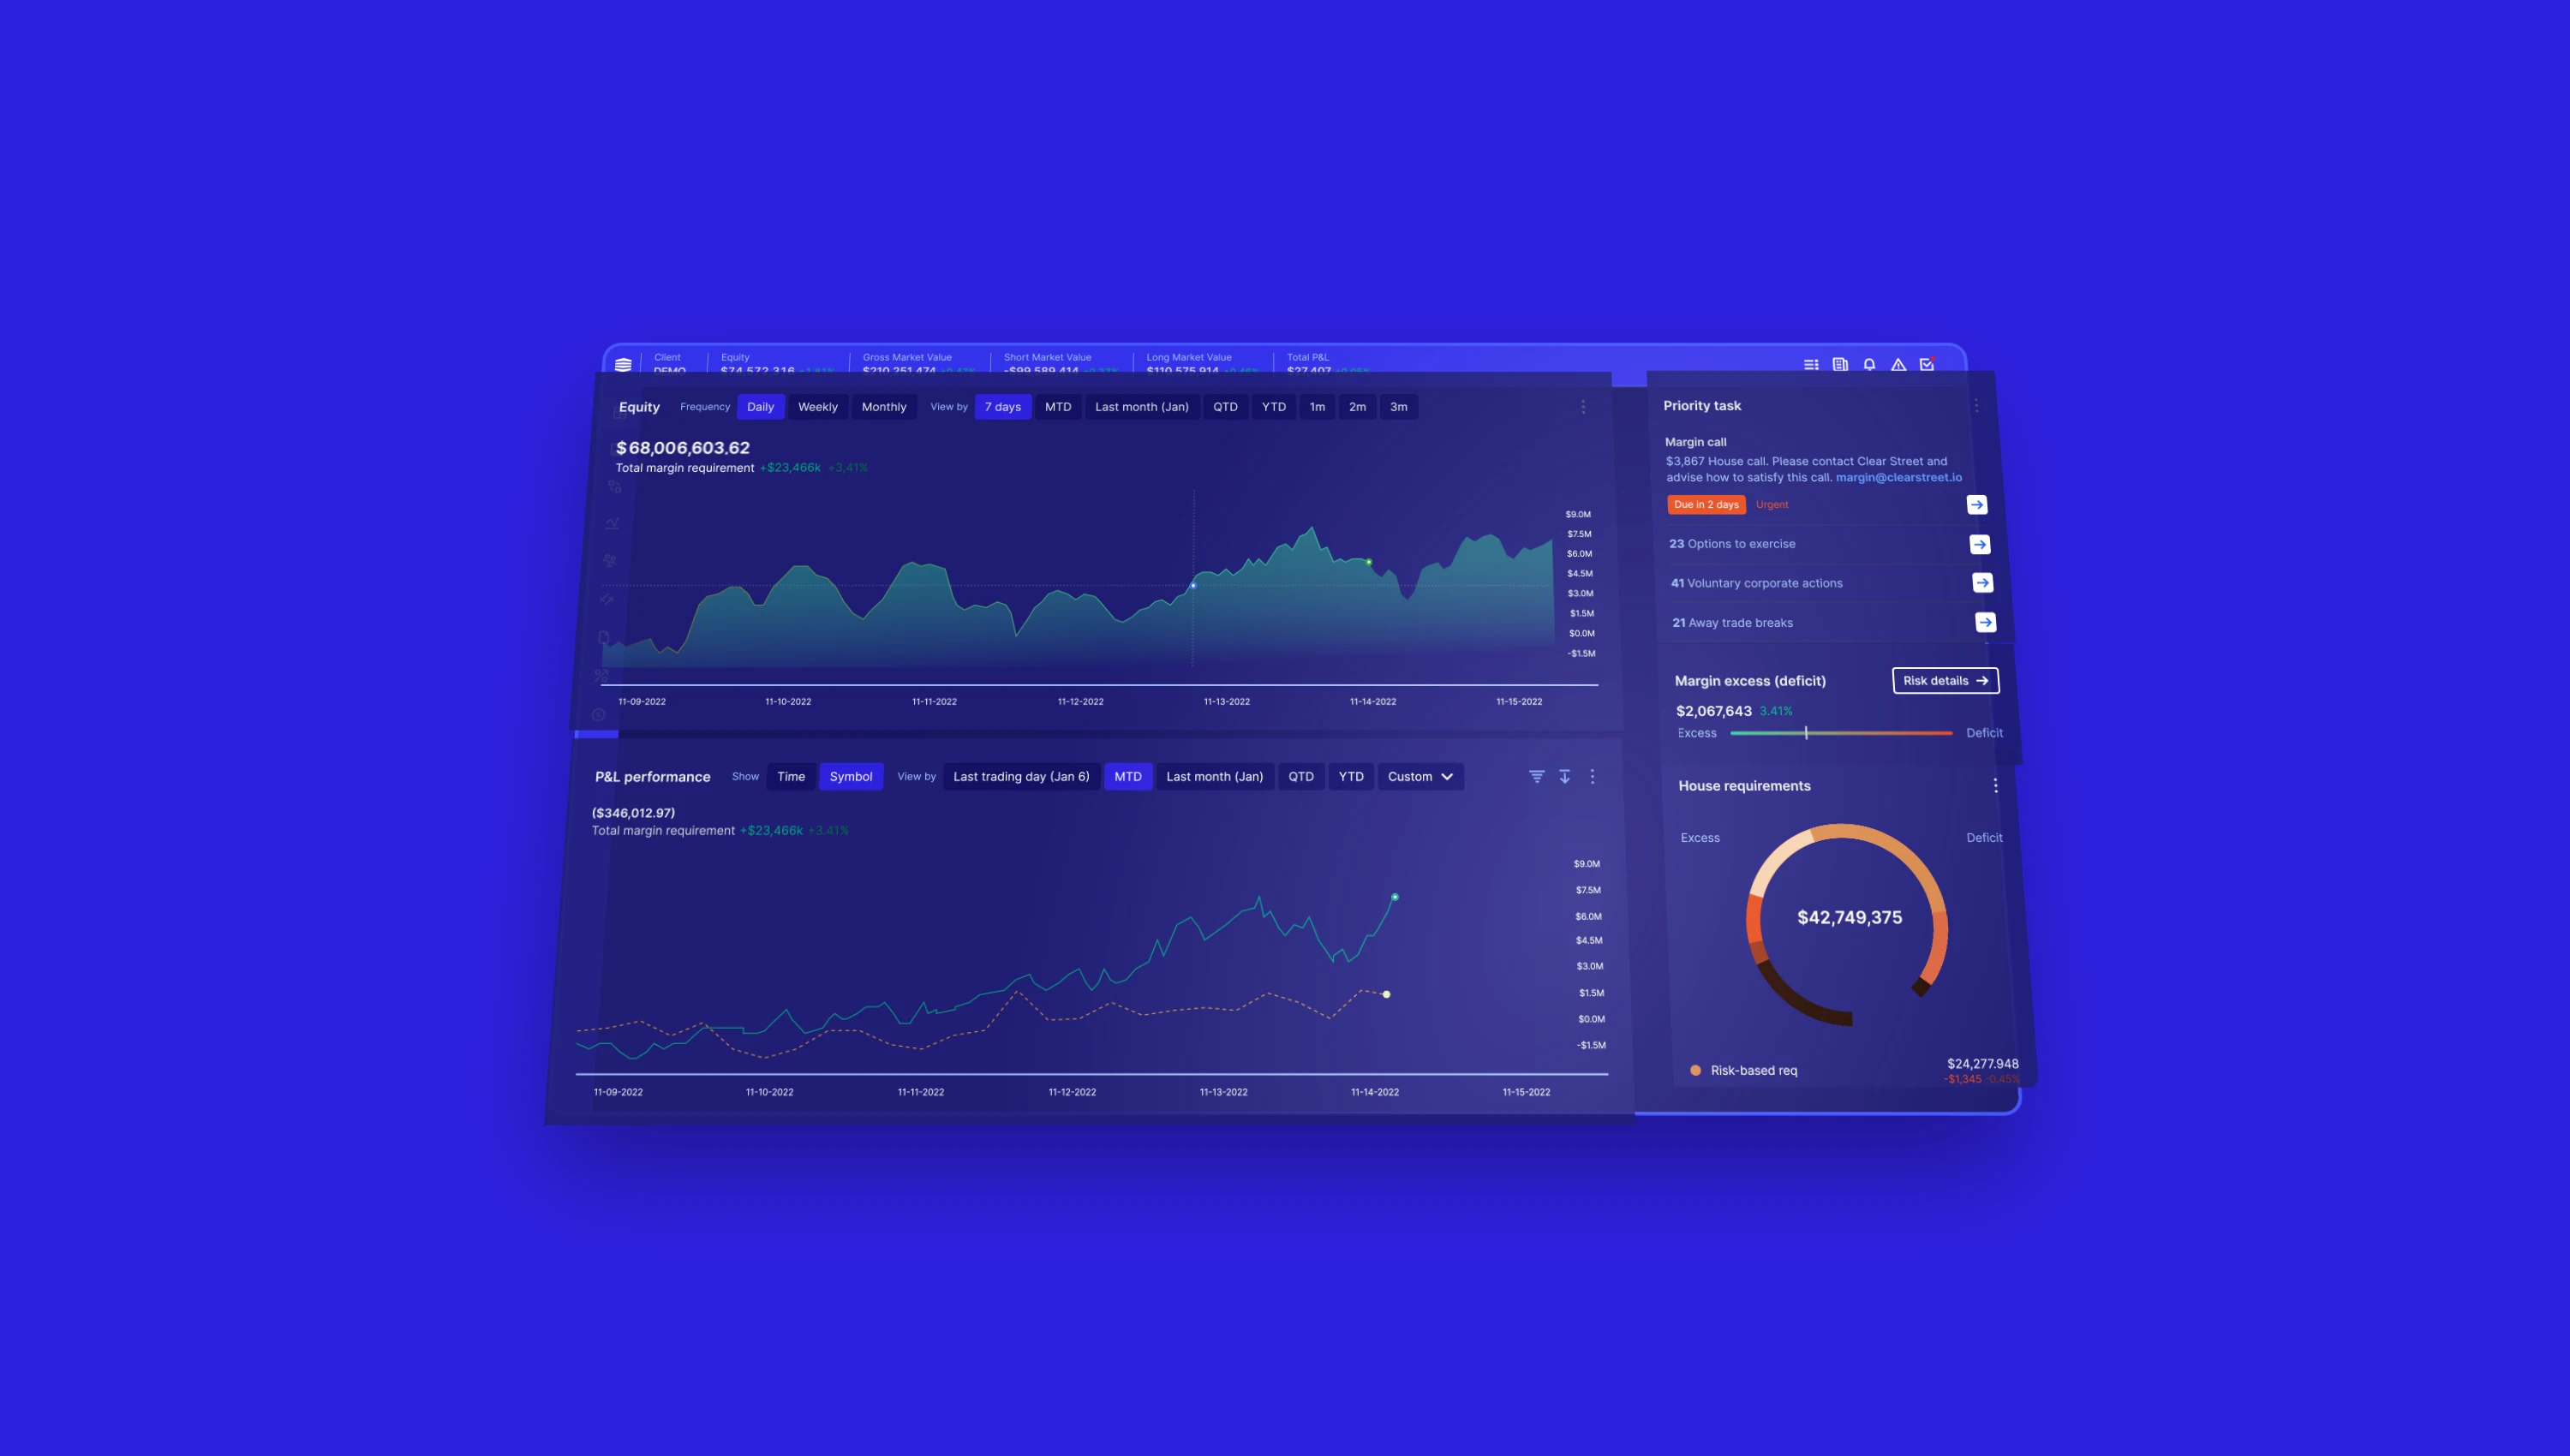 Client
DEMO
Equity
$74,572,316
Gross Market Value
$210,251,474
Short Market Value
-$99,589,414
Long Market Value
$110,575,914
Total P&L
$27,407
Equity Frequency Daily Weekly Monthly View by 7 days MTD Last month (Jan) QTD YTD 1m 2m 3m
$68,006,603.62
Total margin requirement +$23,466k +3,41%
$9.0M
$7.5M
$6.0M
$4.5M
$3.0M
$1.5M
$0.0M
-$1.5M
11-09-2022 11-10-2022 11-11-2022 11-12-2022 11-13-2022 11-14-2022 11-15-2022
P&L performance Show Time Symbol View by Last trading day (Jan 6) MTD Last month (Jan) QTD YTD Custom
($346,012.97)
Total margin requirement +$23,466k +3.41%
$9.0M
$7.5M
$6.0M
$4.5M
$3.0M
$1.5M
$0.0M
-$1.5M
11-09-2022 11-10-2022 11-11-2022 11-12-2022 11-13-2022 11-14-2022 11-15-2022
Priority task
Margin call
$3,867 House call. Please contact Clear Street and
advise how to satisfy this call. margin@clearstreet.io
Due in 2 days Urgent
23 Options to exercise
41 Voluntary corporate actions
21 Away trade breaks
Margin excess (deficit) Risk details
$2,067,643 3.41%
Excess Deficit
House requirements
Excess Deficit
$42,749,375
Risk-based req $24,277.948
-$1,345 -0.45%